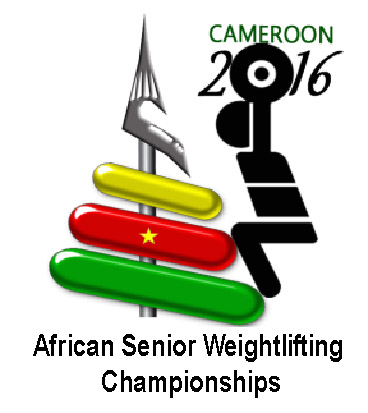 CAMEROON
2016
African Senior Weightlifting
Championships